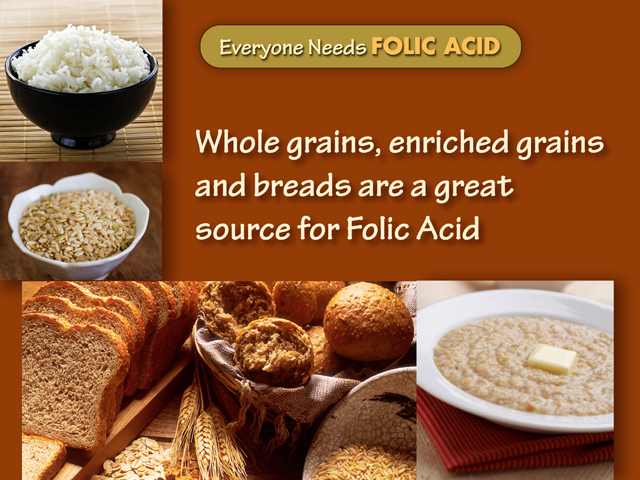 Everyone Needs FOLIC ACID
Whole grains, enriched grains
and breads are a great
source for Folic Acid